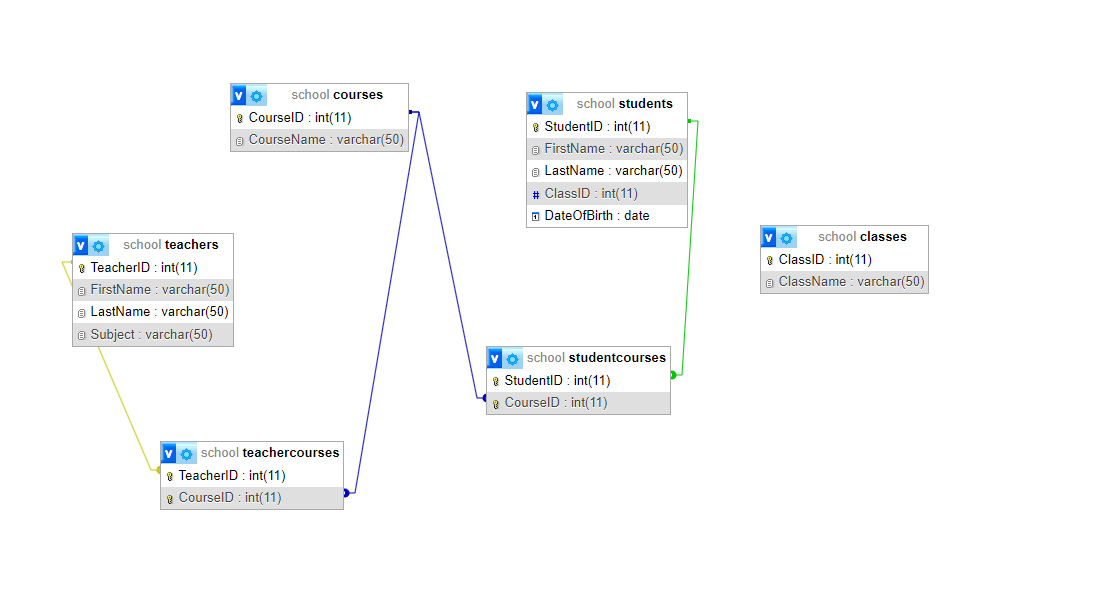 v school courses
CourseID : int(11)
CourseName : varchar(50)
v school students
StudentID : int(11)
FirstName : varchar(50)
LastName : varchar(50)
# ClassID : int(11)
DateOfBirth : date
v school teachers
TeacherID : int(11)
FirstName : varchar(50)
LastName : varchar(50)
Subject : varchar(50)
v school classes
ClassID : int(11)
ClassName : varchar(50)
v school studentcourses
StudentID : int(11)
CourseID : int(11)
v school teachercourses
TeacherID : int(11)
CourseID : int(11)